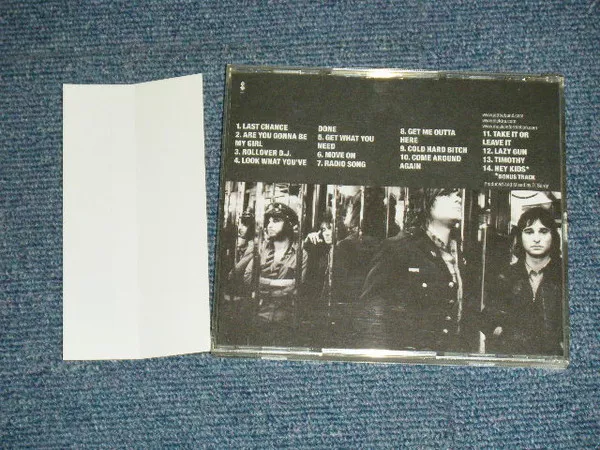 1. LAST CHANCE
2. ARE YOU GONNA BE
MY GIRL
3. ROLLOVER D.J.
4. LOOK WHAT YOU'VE
DONE
5. GET WHAT YOU
NEED
6. MOVE ON
7. RADIO SONG
8. GET ME OUTTA
HERE
9. COLD HARD BITCH
10. COME AROUND
AGAIN
11. TAKE IT OR
LEAVE IT
12. LAZY GUN
13. TIMOTHY
14. HEY KIDS*
*BONUS TRACK